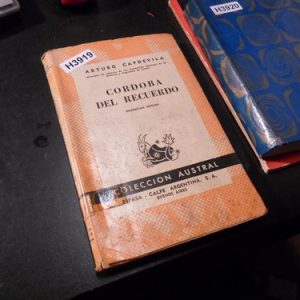 H3919
H3920
ARTURO CAPDEVILA
CORDOBA
DEL RECUERDO
COLECCION AUSTRAL
ESPASA - CALPE ARGENTINA, S. A.
BUENOS AIRES